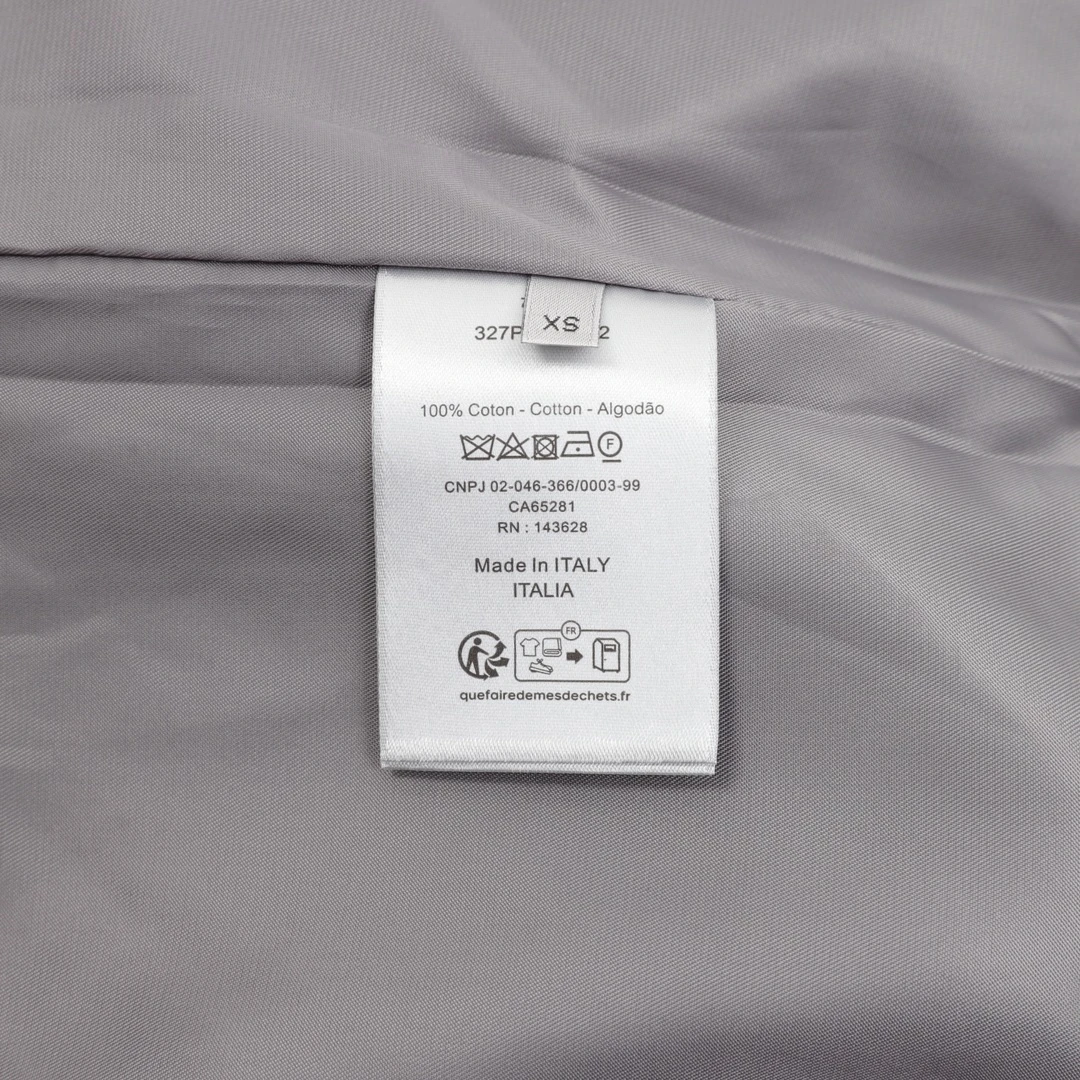 XS
327P 2
100% Coton - Cotton - Algodão
F
CNPJ 02-046-366/0003-99
CA65281
RN : 143628
Made In ITALY
ITALIA
FR
quefairedemesdechets.fr